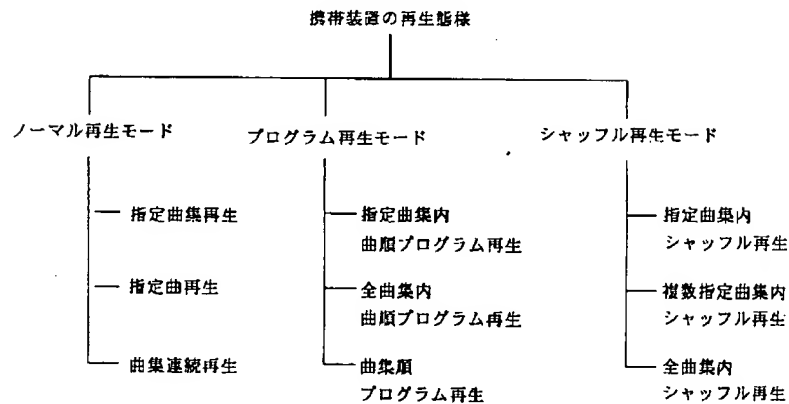 携帯装置の再生態様
ノーマル再生モード
指定曲集再生
指定曲再生
曲集連続再生
プログラム再生モード
指定曲集内
曲順プログラム再生
全曲集内
曲順プログラム再生
曲集順
プログラム再生
シャッフル再生モード
指定曲集内
シャッフル再生
複数指定曲集内
シャッフル再生
全曲集内
シャッフル再生